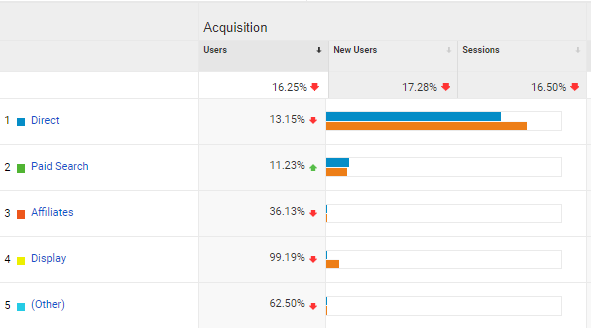 Acquisition
Users New Users Sessions
16.25% 17.28% 16.50%
1 Direct 13.15%
2 Paid Search 11.23%
3 Affiliates 36.13%
4 Display 99.19%
5 (Other) 62.50%